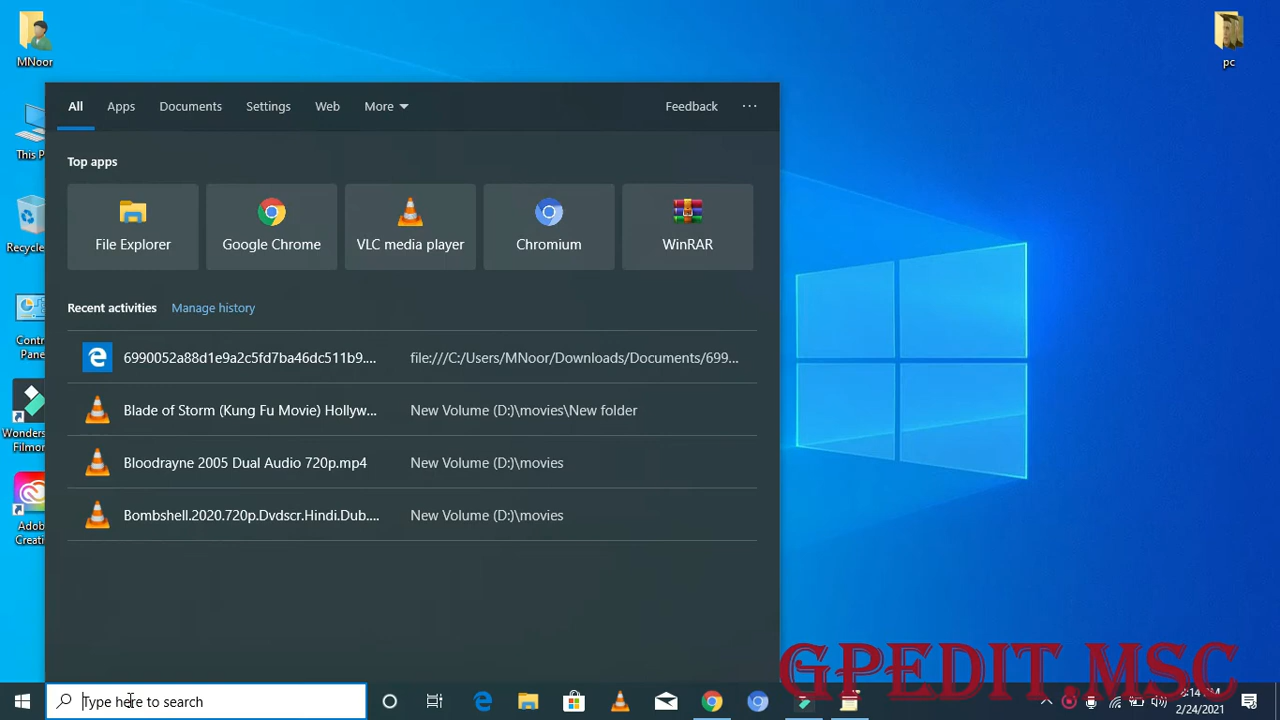 MNoor
pc
All Apps Documents Settings Web More Feedback ...
This P
Top apps
Recycle
File Explorer Google Chrome VLC media player Chromium WinRAR
Recent activities Manage history
Contr
Pane
6990052a88d1e9a2c5fd7ba46dc511b9.... file:///C:/Users/MNoor/Downloads/Documents/699...
Blade of Storm (Kung Fu Movie) Hollyw... New Volume (D:)\movies\New folder
Wonders
Filmor
Bloodrayne 2005 Dual Audio 720p.mp4 New Volume (D:)\movies
Bombshell.2020.720p.Dvdscr.Hindi.Dub.... New Volume (D:)\movies
Adob
Creati
GPEDIT.MSC
Type here to search
2/24/2021